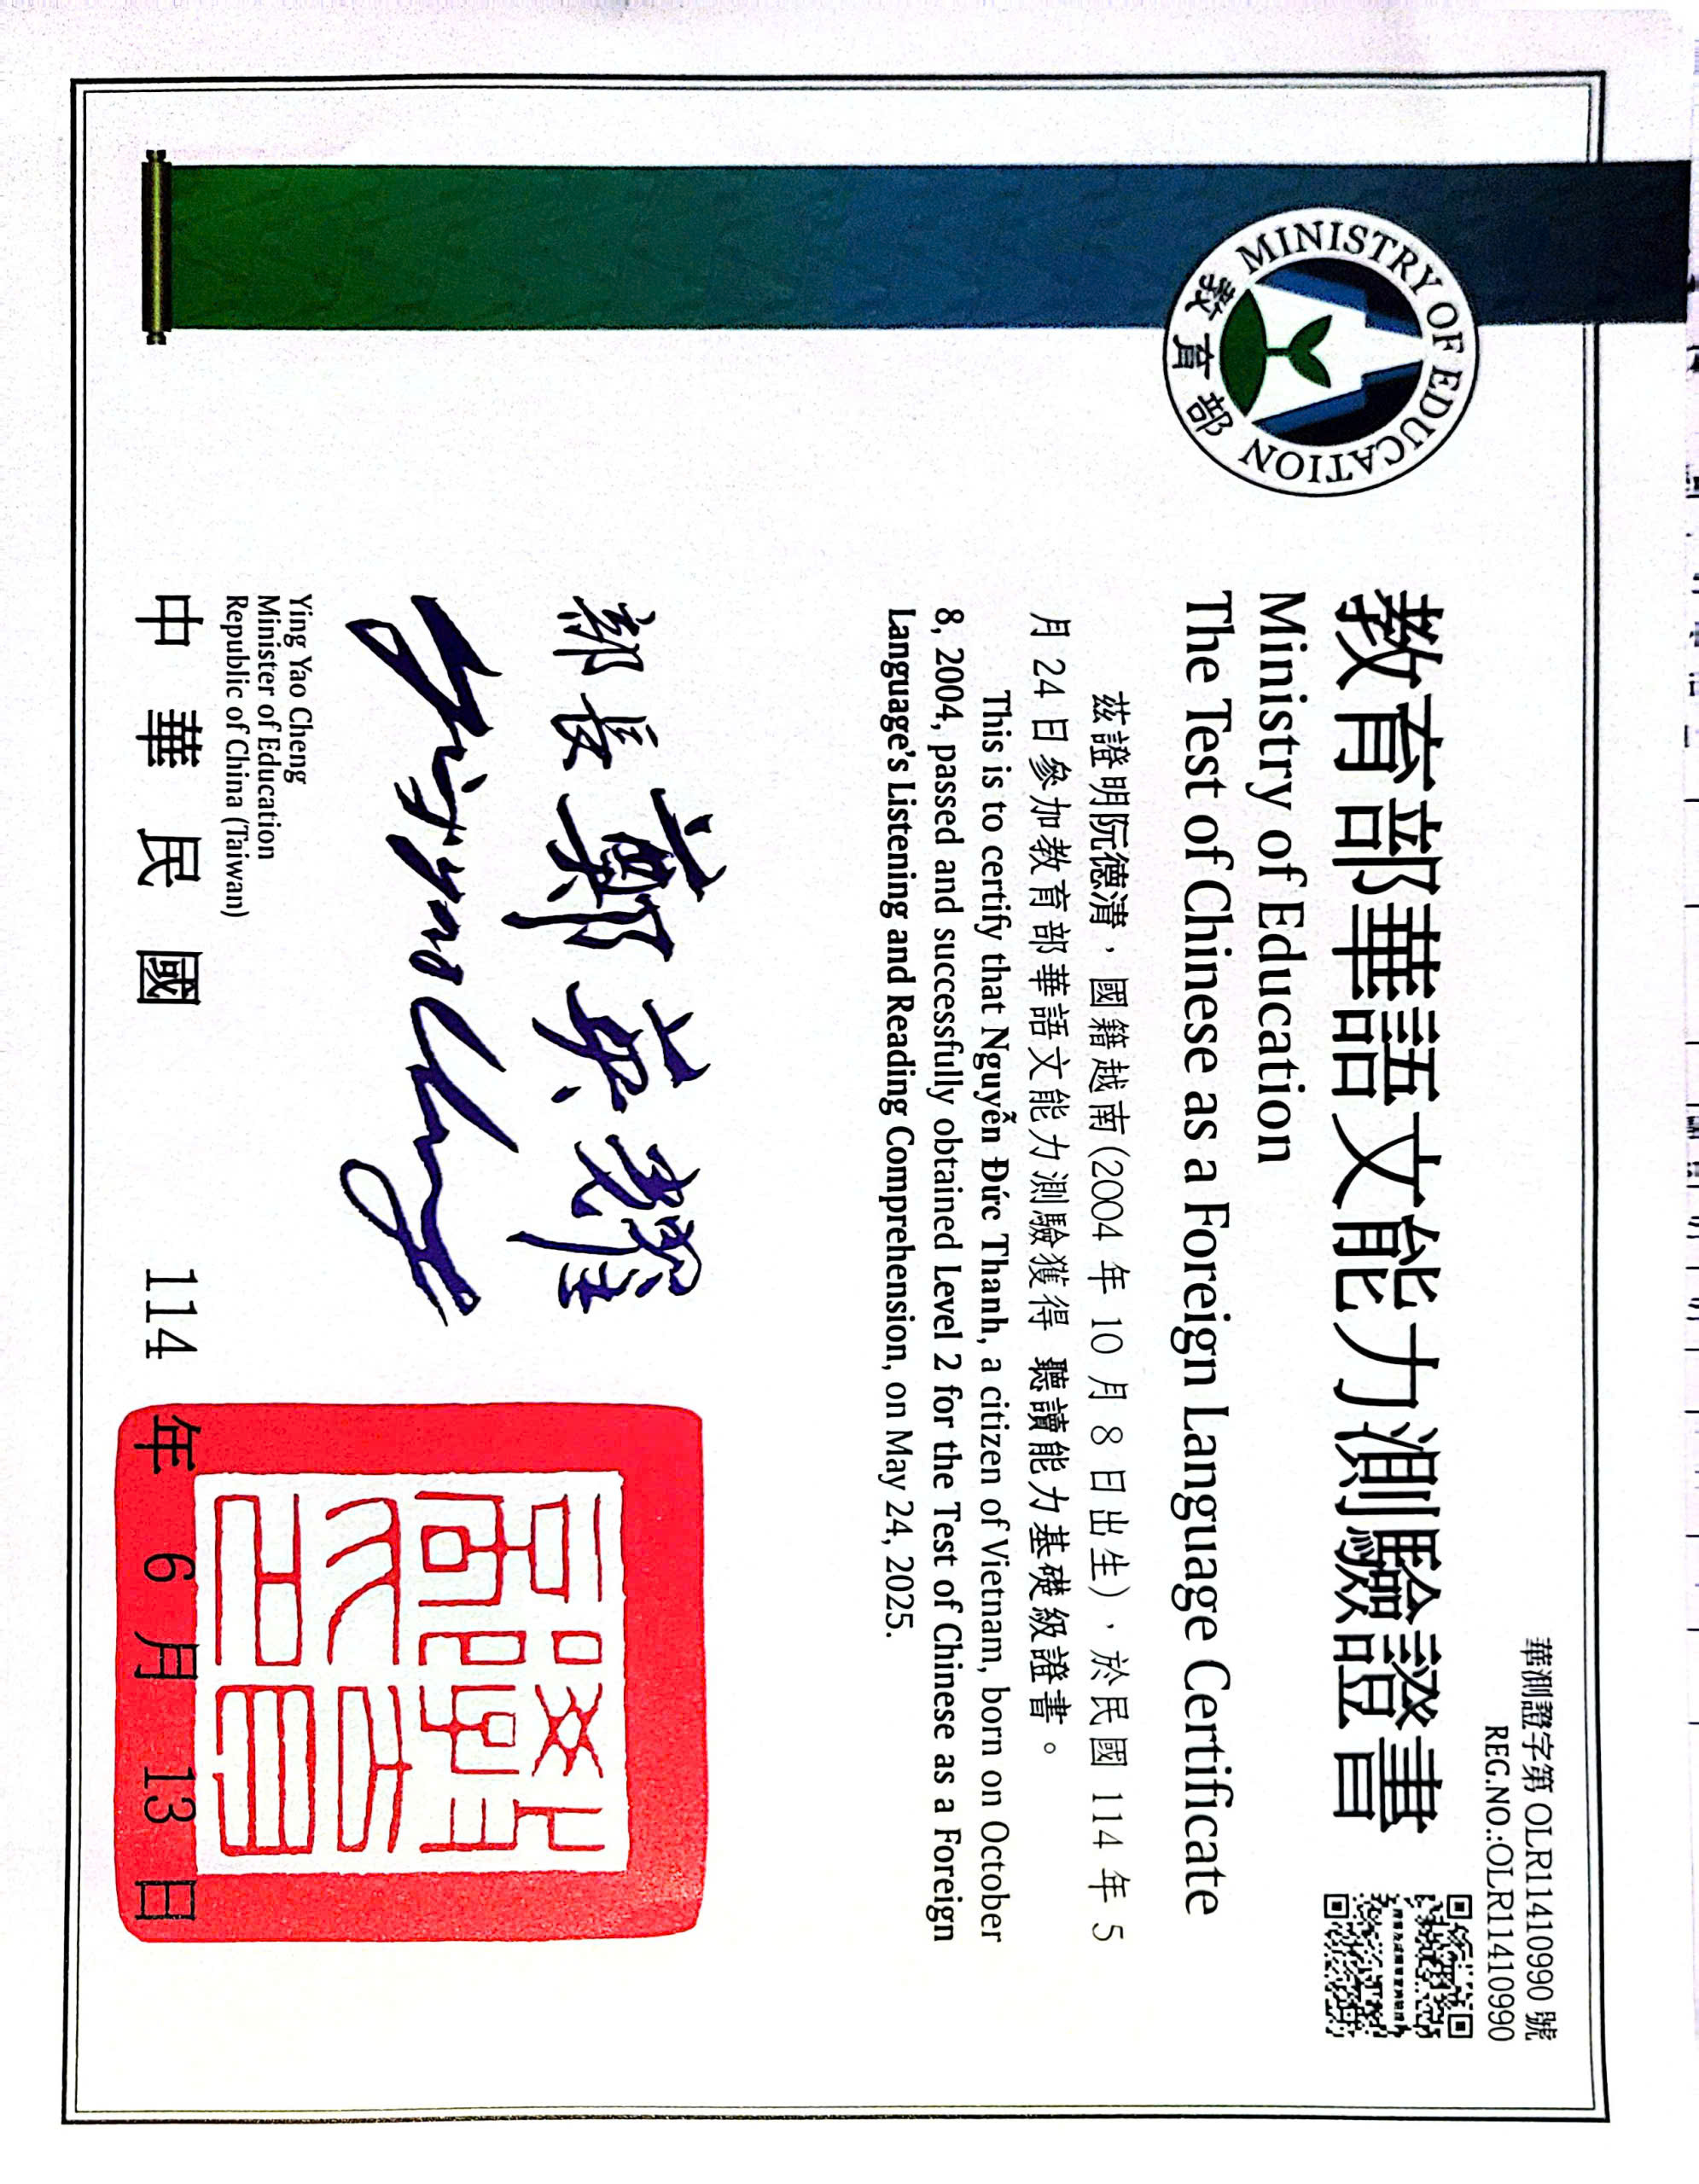 華測證字第 OLR11410990 號
REG.NO.:OLR11410990
教育部華語文能力測驗證書
Ministry of Education
The Test of Chinese as a Foreign Language Certificate
MINISTRY OF EDUCATION
教育部
茲證明阮德清，國籍越南(2004 年 10 月 8 日出生)，於民國 114 年 5
月 24 日參加教育部華語文能力測驗獲得 聽讀能力基礎級證書。
This is to certify that Nguyễn Đức Thanh, a citizen of Vietnam, born on October
8, 2004, passed and successfully obtained Level 2 for the Test of Chinese as a Foreign
Language's Listening and Reading Comprehension, on May 24, 2025.
部長 鄭英耀
Ying Yao Cheng
Ying Yao Cheng
Minister of Education
Republic of China (Taiwan)
中 華 民 國 114 年 6 月 13 日